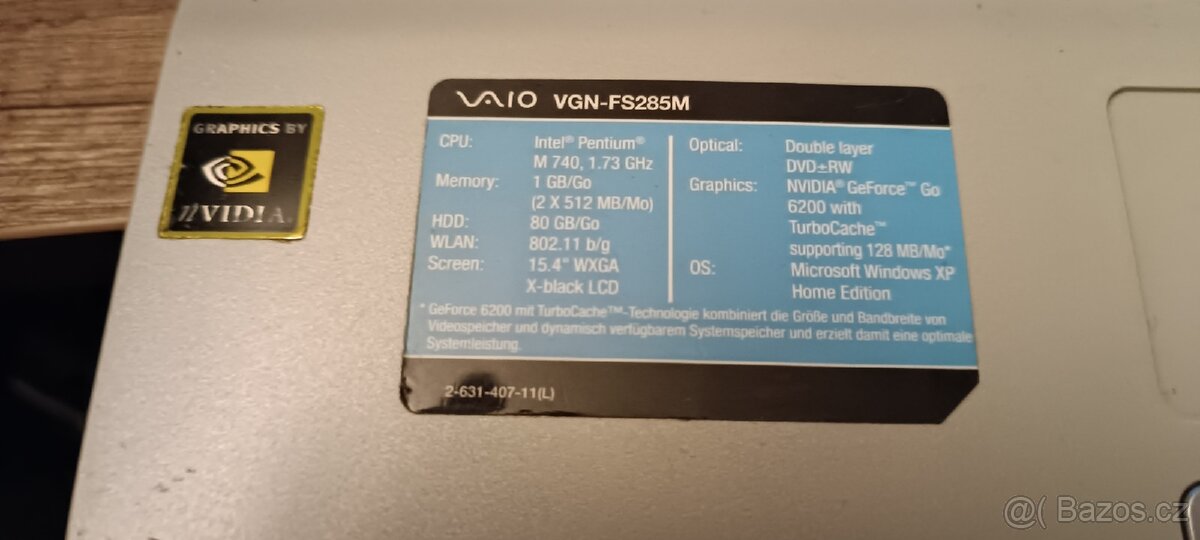 GRAPHICS BY
nVIDIA.
VAIO VGN-FS285M
CPU: Intel® Pentium®
M 740, 1.73 GHz
Memory: 1 GB/Go
(2 X 512 MB/Mo)
HDD: 80 GB/Go
WLAN: 802.11 b/g
Screen: 15.4" WXGA
X-black LCD
Optical: Double layer
DVD±RW
Graphics: NVIDIA® GeForce™ Go
6200 with
TurboCache™
supporting 128 MB/Mo*
OS: Microsoft Windows XP
Home Edition
* GeForce 6200 mit TurboCache™-Technologie kombiniert die Größe und Bandbreite von
Videospeicher und dynamisch verfügbarem Systemspeicher und erzielt damit eine optimale
Systemleistung.
2-631-407-11(L)
@( Bazos.cz